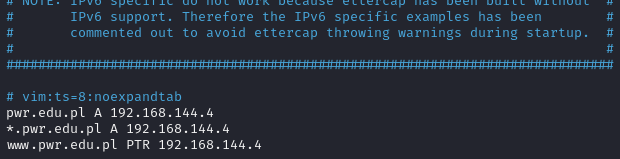 # NOTE: IPv6 specific do not work because ettercap has been built without #
# IPv6 support. Therefore the IPv6 specific examples has been #
# commented out to avoid ettercap throwing warnings during startup. #
# #
############################################################################
# vim:ts=8:noexpandtab
pwr.edu.pl A 192.168.144.4
*.pwr.edu.pl A 192.168.144.4
www.pwr.edu.pl PTR 192.168.144.4